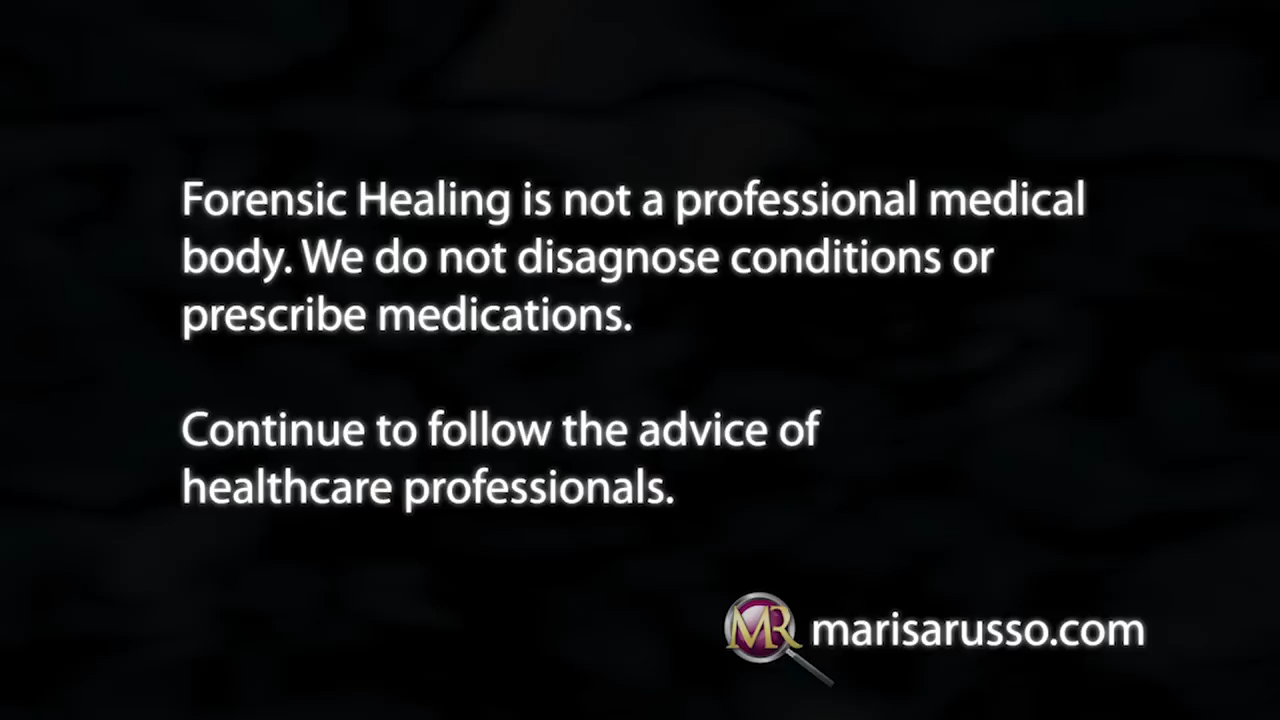 Forensic Healing is not a professional medical
body. We do not disagnose conditions or
prescribe medications.
Continue to follow the advice of
healthcare professionals.
MR marisarusso.com